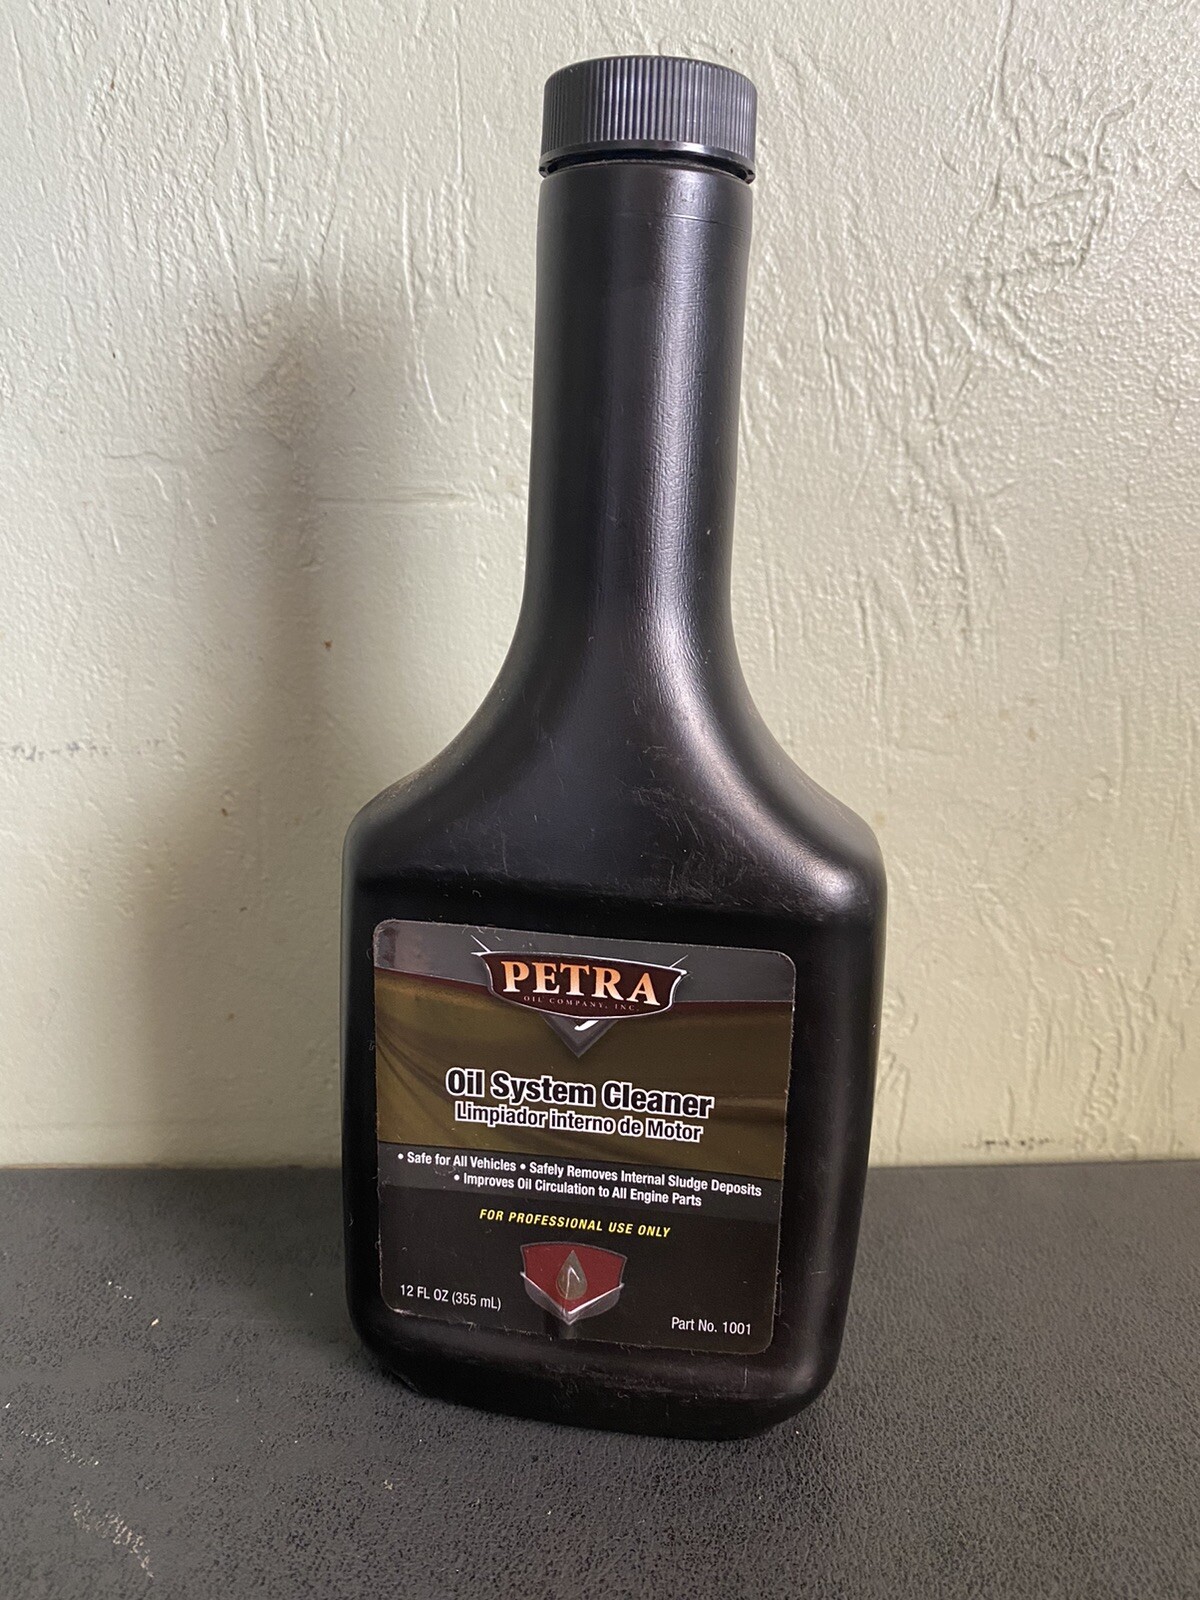 PETRA
OIL COMPANY, INC.
Oil System Cleaner
Limpiador interno de Motor
• Safe for All Vehicles • Safely Removes Internal Sludge Deposits
• Improves Oil Circulation to All Engine Parts
FOR PROFESSIONAL USE ONLY
12 FL OZ (355 mL)
Part No. 1001